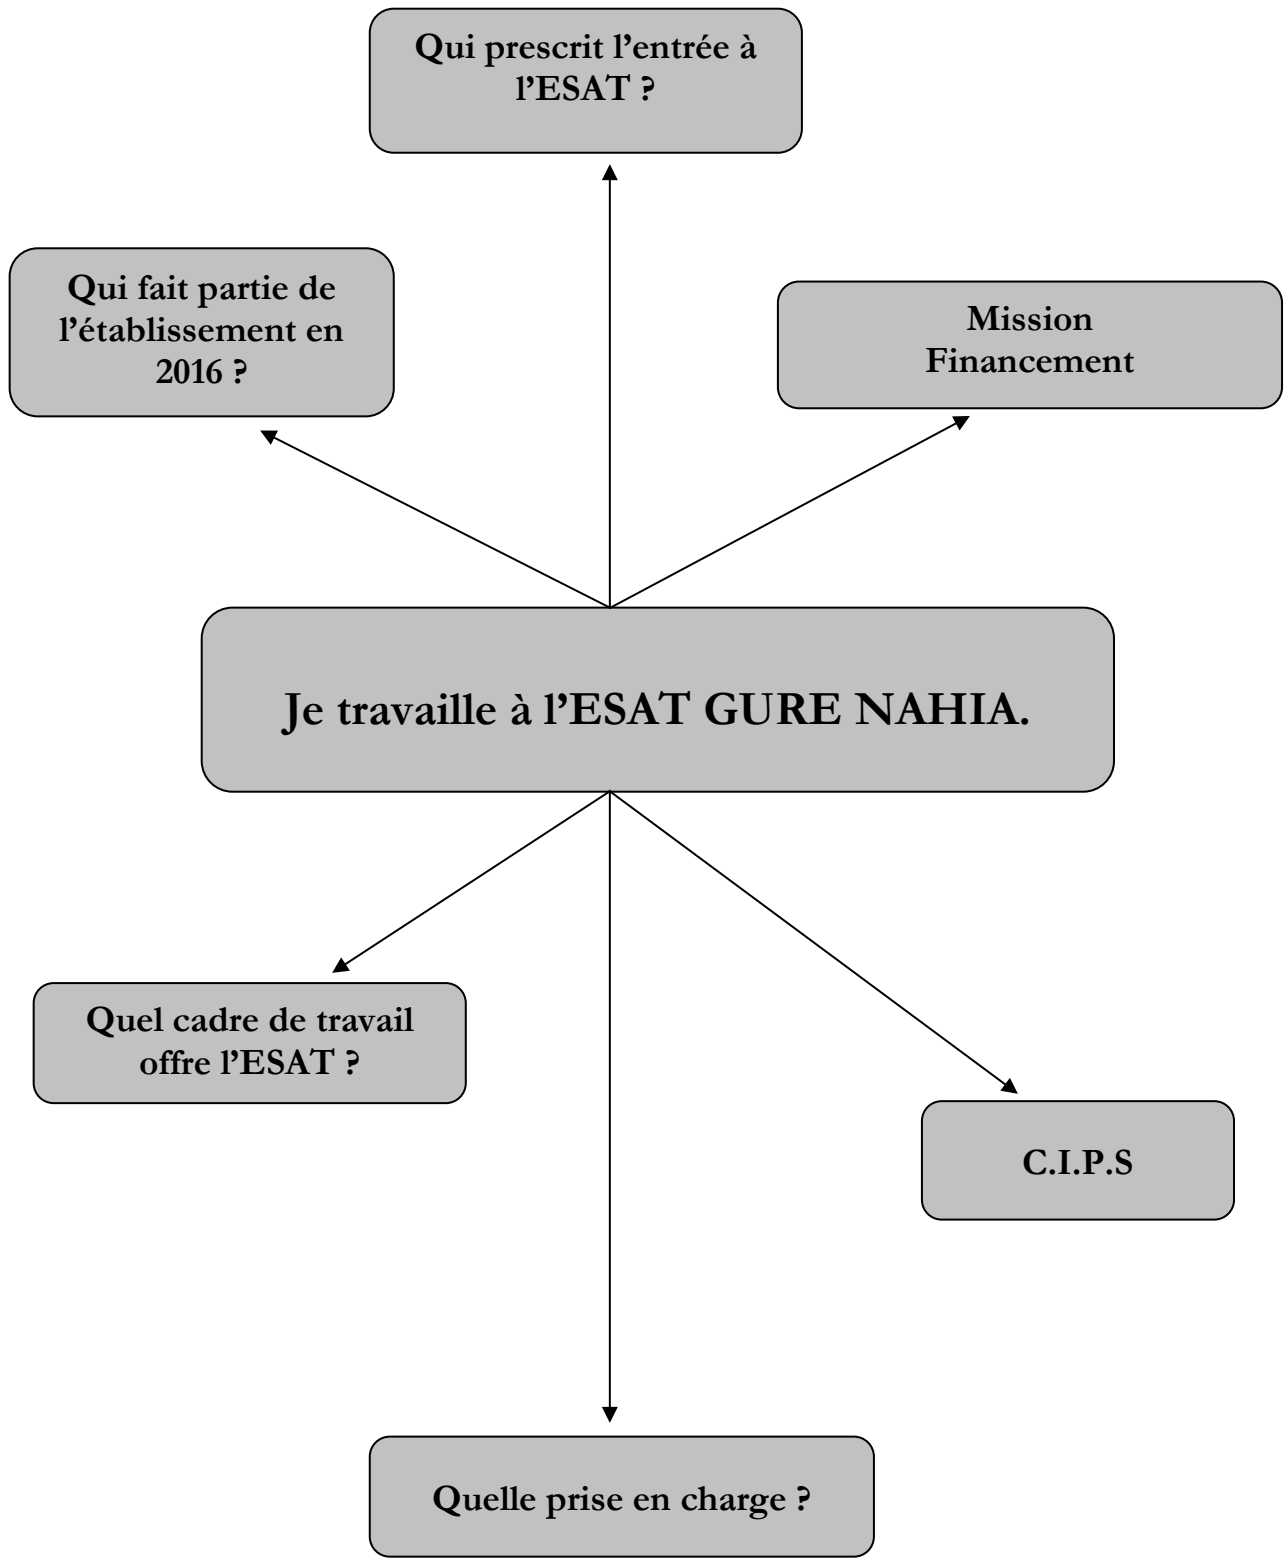 Qui prescrit l’entrée à
l’ESAT ?
Qui fait partie de
l’établissement en
2016 ?
Mission
Financement
Je travaille à l’ESAT GURE NAHIA.
Quel cadre de travail
offre l’ESAT ?
C.I.P.S
Quelle prise en charge ?